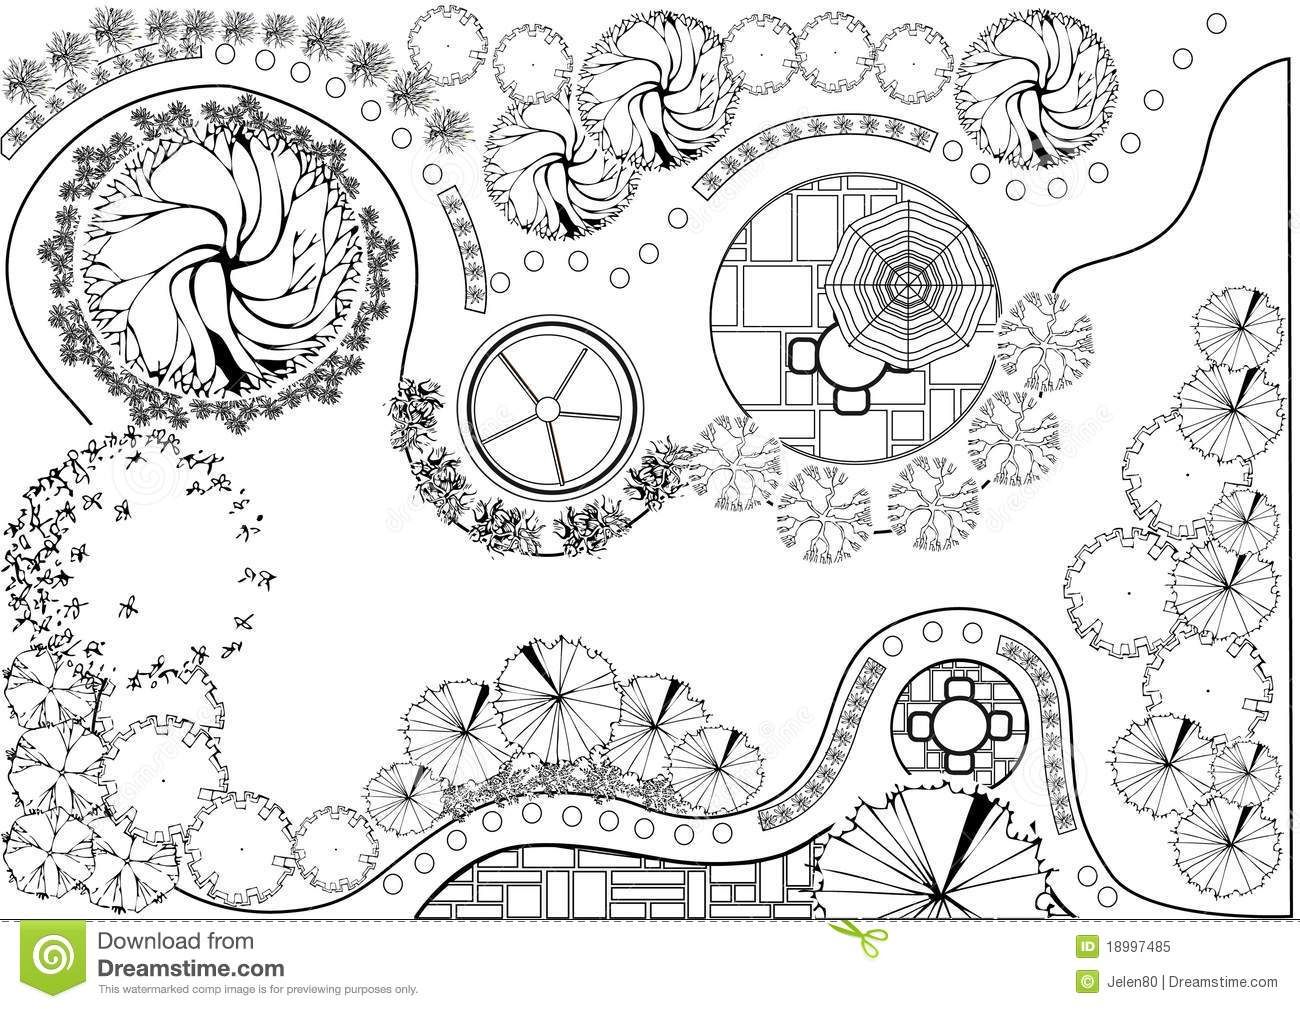 Download from
Dreamstime.com
This watermarked comp image is for previewing purposes only.
ID 18997485
© Jelen80 | Dreamstime.com